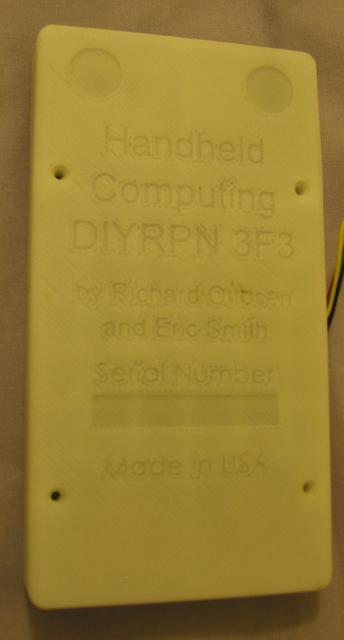 Handheld
Computing
DIYRPN 3F3
by Richard Ottosen
and Eric Smith
Serial Number
Made in USA